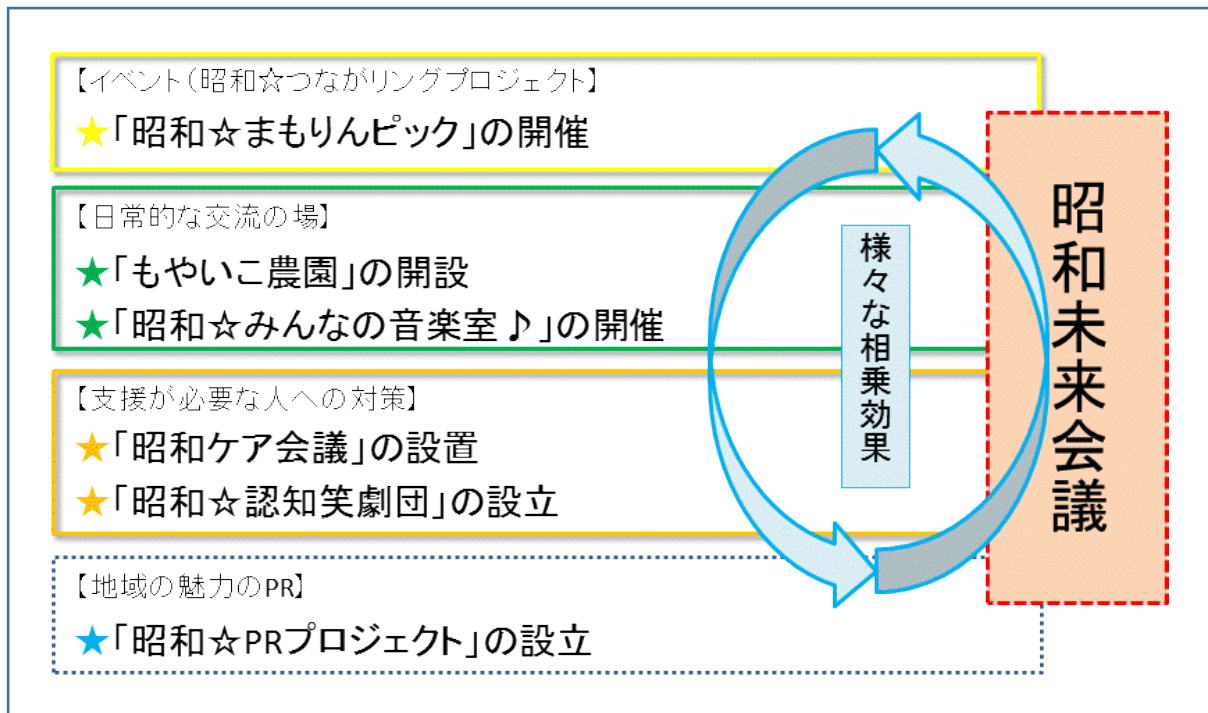 【イベント(昭和☆つながリングプロジェクト】
★「昭和☆まもりんピック」の開催
【日常的な交流の場】
★「もやいこ農園」の開設
★「昭和☆みんなの音楽室♪」の開催
【支援が必要な人への対策】
★「昭和ケア会議」の設置
★「昭和☆認知笑劇団」の設立
【地域の魅力のPR】
★「昭和☆PRプロジェクト」の設立
様々な相乗効果
昭和未来会議